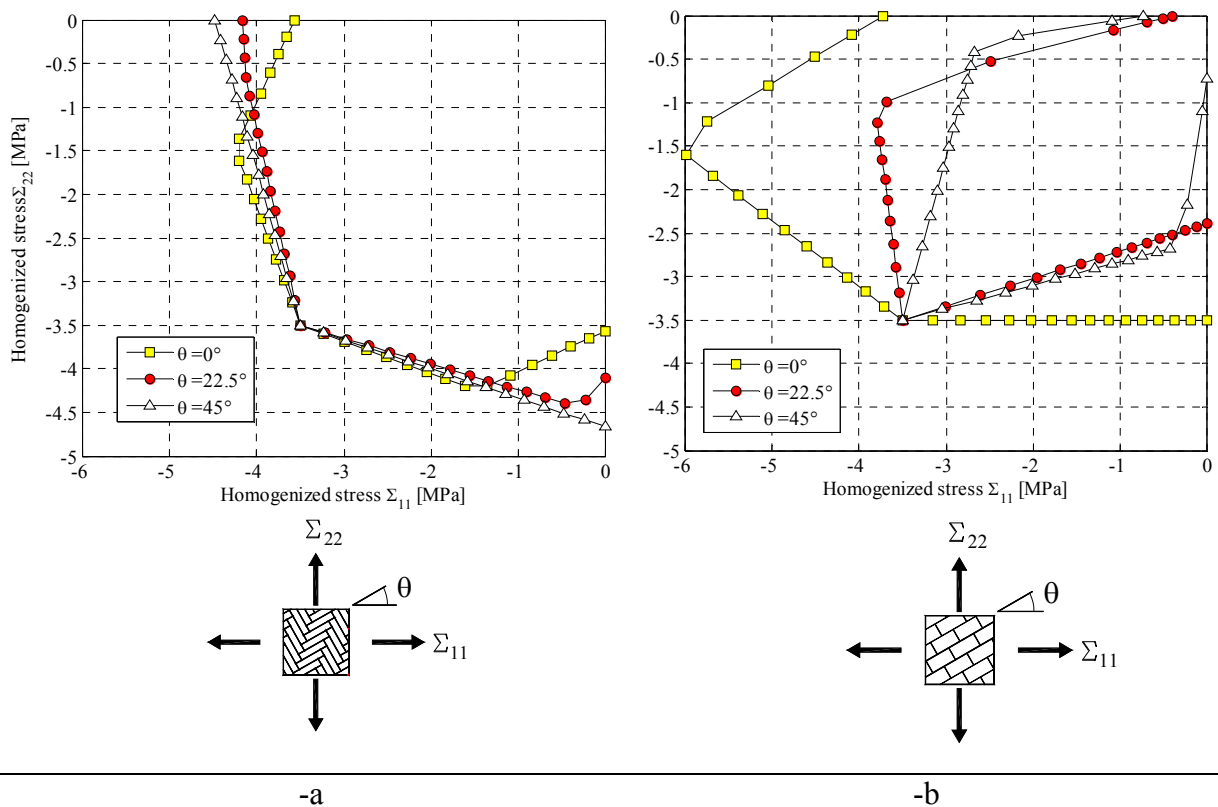 0
-0.5
-1
-1.5
-2
-2.5
-3
-3.5
-4
-4.5
-5
Homogenized stressΣ22 [MPa]
θ =0°
θ =22.5°
θ =45°
-6 -5 -4 -3 -2 -1 0
Homogenized stress Σ11 [MPa]
Σ22
θ
Σ11
-a
0
-0.5
-1
-1.5
-2
-2.5
-3
-3.5
-4
-4.5
-5
Homogenized stress Σ22 [MPa]
θ =0°
θ =22.5°
θ =45°
-6 -5 -4 -3 -2 -1 0
Homogenized stress Σ11 [MPa]
Σ22
θ
Σ11
-b